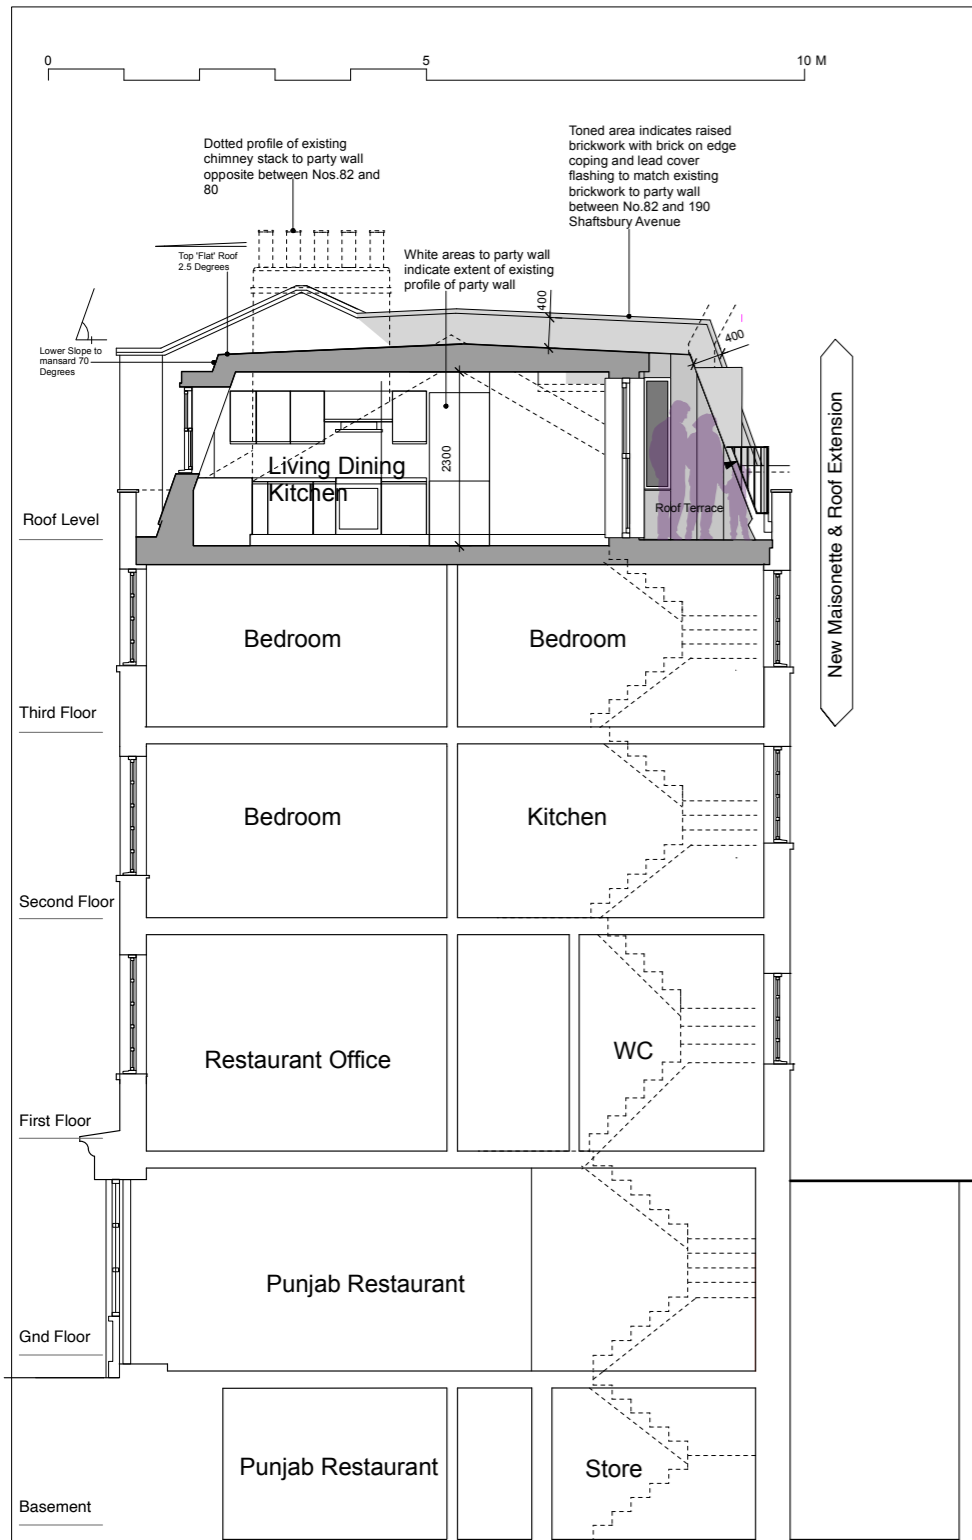 0
5
10 M
Dotted profile of existing
chimney stack to party wall
opposite between Nos.82 and
80
Toned area indicates raised
brickwork with brick on edge
coping and lead cover
flashing to match existing
brickwork to party wall
between No.82 and 190
Shaftsbury Avenue
Top 'Flat' Roof
2.5 Degrees
White areas to party wall
indicate extent of existing
profile of party wall
400
400
Lower Slope to
mansard 70
Degrees
Living Dining
Kitchen
2300
Roof Terrace
New Maisonette & Roof Extension
Roof Level
Bedroom
Bedroom
Third Floor
Bedroom
Kitchen
Second Floor
Restaurant Office
WC
First Floor
Punjab Restaurant
Gnd Floor
Punjab Restaurant
Store
Basement